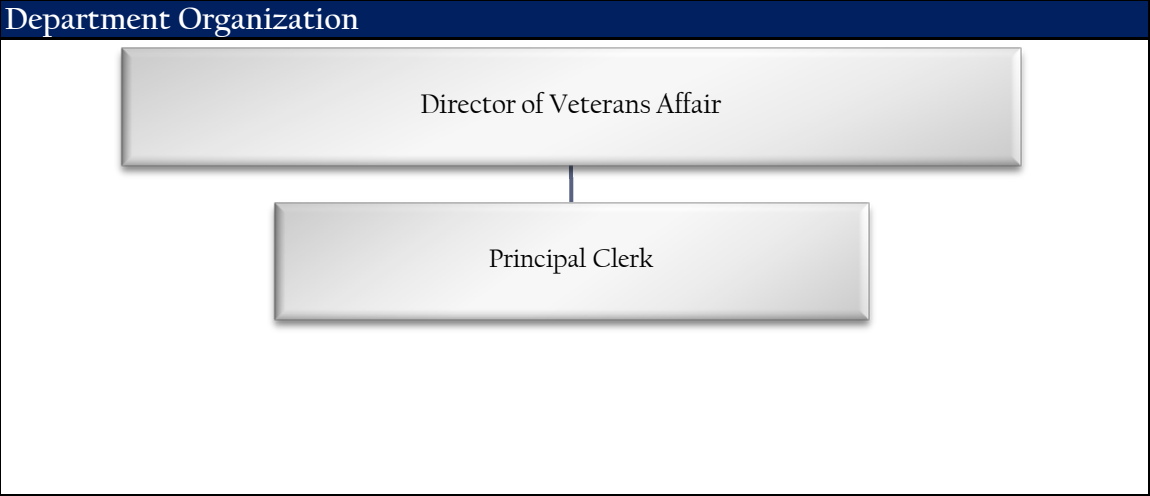 Department Organization
Director of Veterans Affair
Principal Clerk